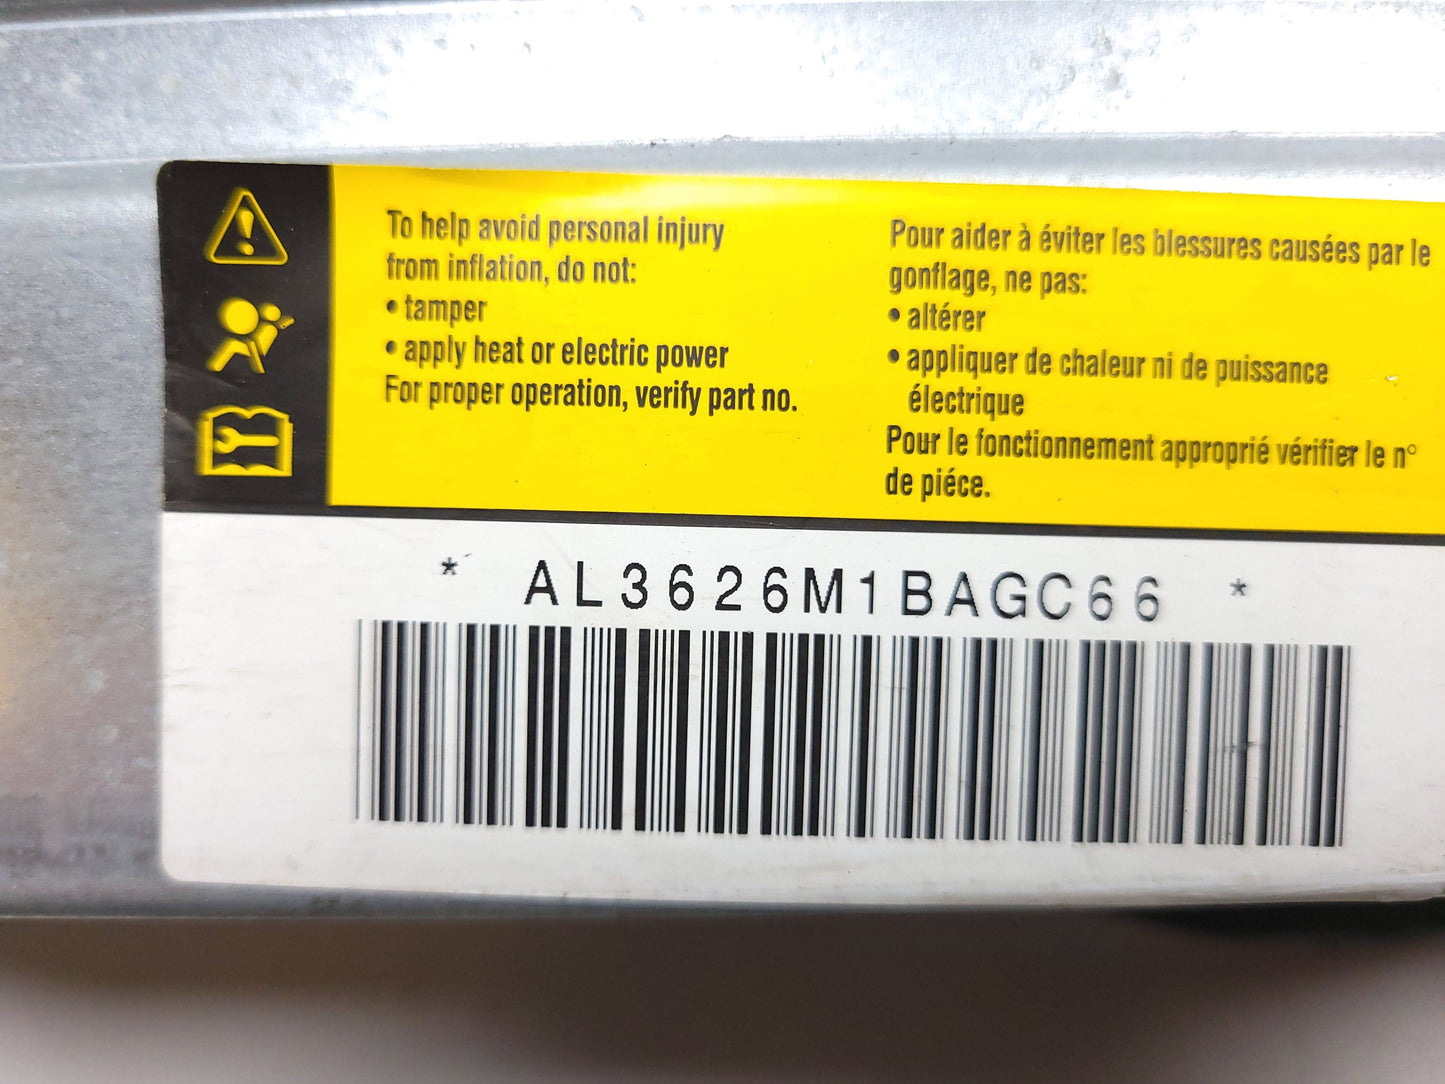 To help avoid personal injury
from inflation, do not:
• tamper
• apply heat or electric power
For proper operation, verify part no.
Pour aider à éviter les blessures causées par le
gonflage, ne pas:
• altérer
• appliquer de chaleur ni de puissance
électrique
Pour le fonctionnement approprié vérifier le n°
de piéce.
* AL3626M1BAGC66 *